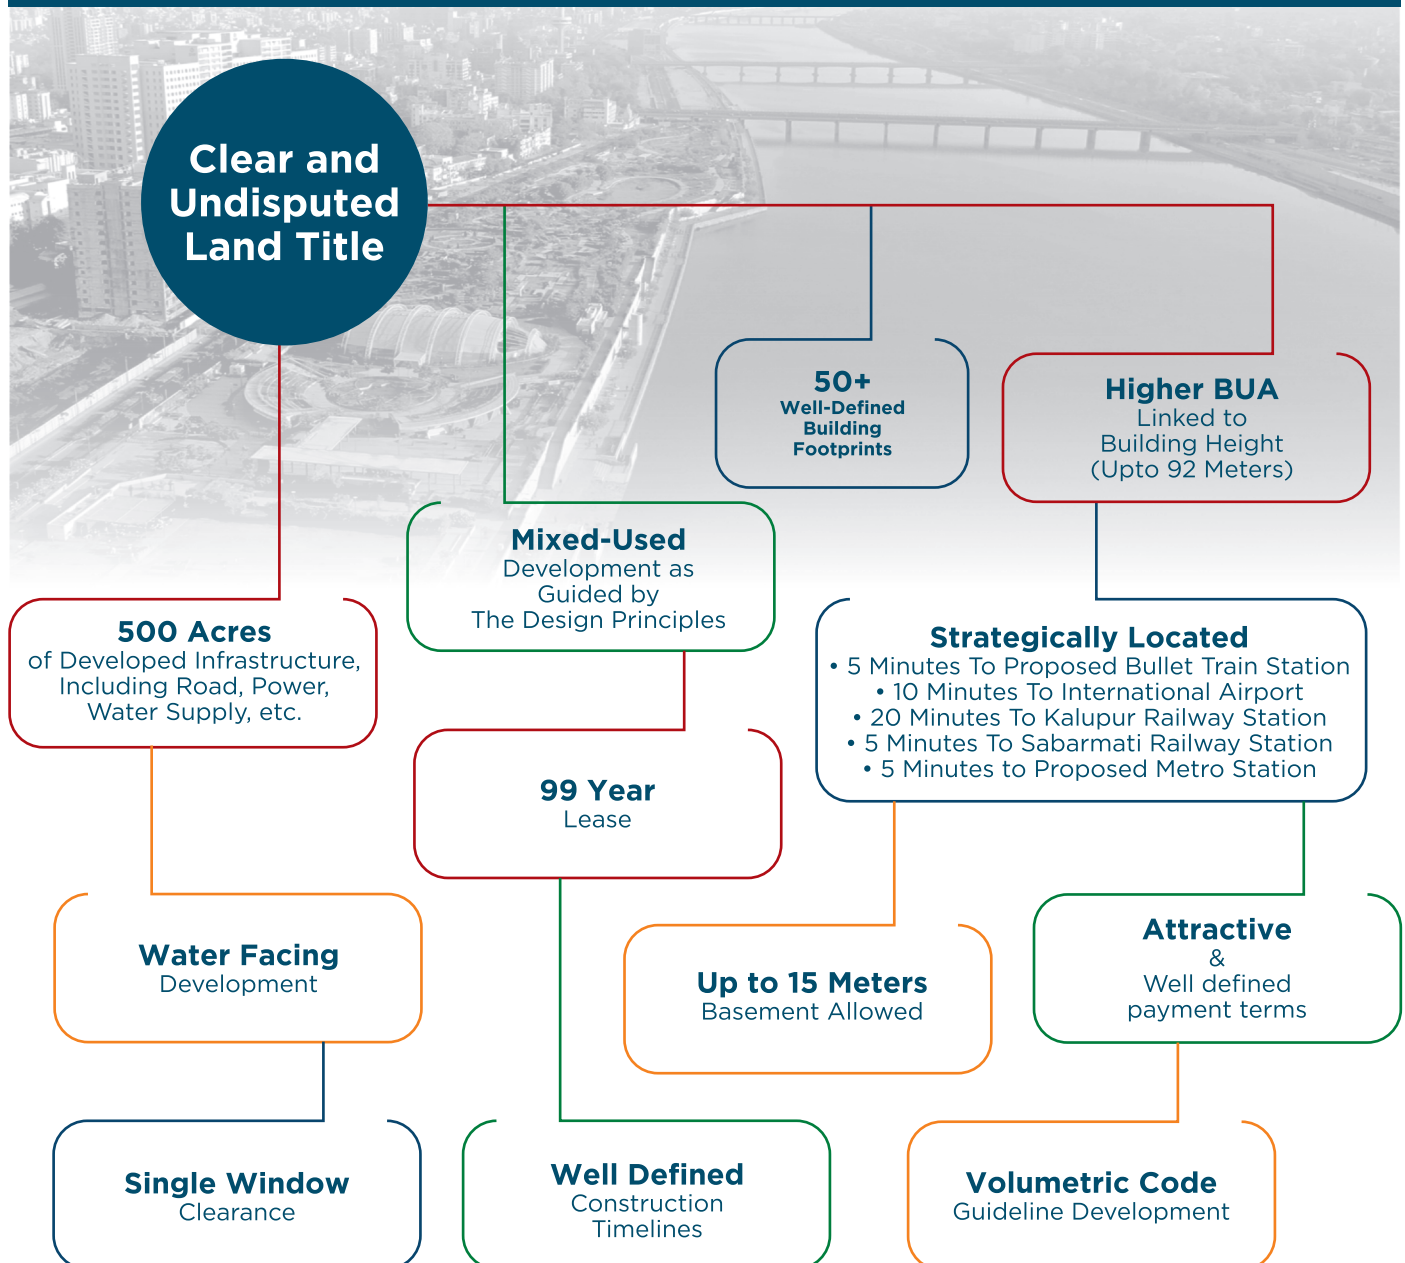 Clear and
Undisputed
Land Title
50+
Well-Defined
Building
Footprints
Higher BUA
Linked to
Building Height
(Upto 92 Meters)
Mixed-Used
Development as
Guided by
The Design Principles
500 Acres
of Developed Infrastructure,
Including Road, Power,
Water Supply, etc.
Strategically Located
• 5 Minutes To Proposed Bullet Train Station
• 10 Minutes To International Airport
• 20 Minutes To Kalupur Railway Station
• 5 Minutes To Sabarmati Railway Station
• 5 Minutes to Proposed Metro Station
99 Year
Lease
Water Facing
Development
Up to 15 Meters
Basement Allowed
Attractive
&
Well defined
payment terms
Single Window
Clearance
Well Defined
Construction
Timelines
Volumetric Code
Guideline Development